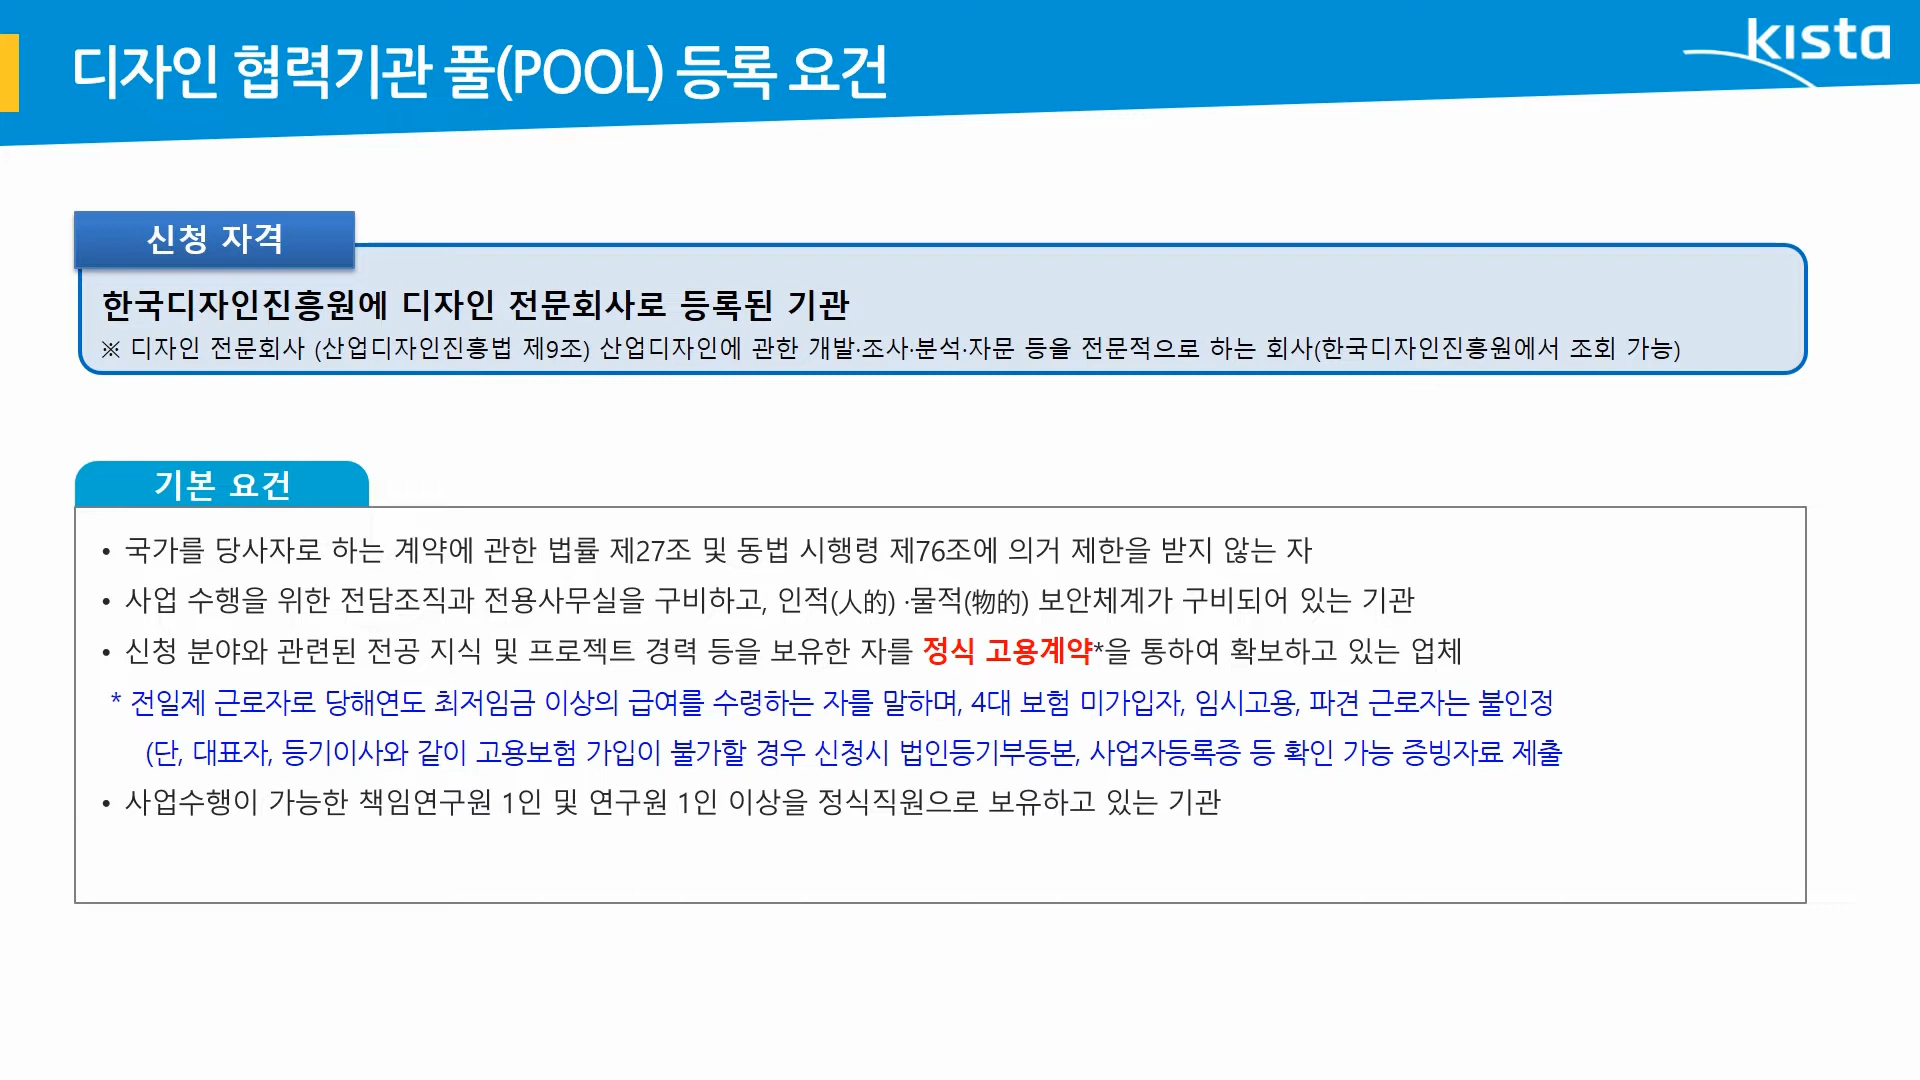 디자인 협력기관 풀(POOL) 등록 요건
kista
신청 자격
한국디자인진흥원에 디자인 전문회사로 등록된 기관
※ 디자인 전문회사 (산업디자인진흥법 제9조) 산업디자인에 관한 개발·조사·분석·자문 등을 전문적으로 하는 회사(한국디자인진흥원에서 조회 가능)
기본 요건
• 국가를 당사자로 하는 계약에 관한 법률 제27조 및 동법 시행령 제76조에 의거 제한을 받지 않는 자
• 사업 수행을 위한 전담조직과 전용사무실을 구비하고, 인적(人的) ·물적(物的) 보안체계가 구비되어 있는 기관
• 신청 분야와 관련된 전공 지식 및 프로젝트 경력 등을 보유한 자를 정식 고용계약*을 통하여 확보하고 있는 업체
* 전일제 근로자로 당해연도 최저임금 이상의 급여를 수령하는 자를 말하며, 4대 보험 미가입자, 임시고용, 파견 근로자는 불인정
(단, 대표자, 등기이사와 같이 고용보험 가입이 불가할 경우 신청시 법인등기부등본, 사업자등록증 등 확인 가능 증빙자료 제출
• 사업수행이 가능한 책임연구원 1인 및 연구원 1인 이상을 정식직원으로 보유하고 있는 기관